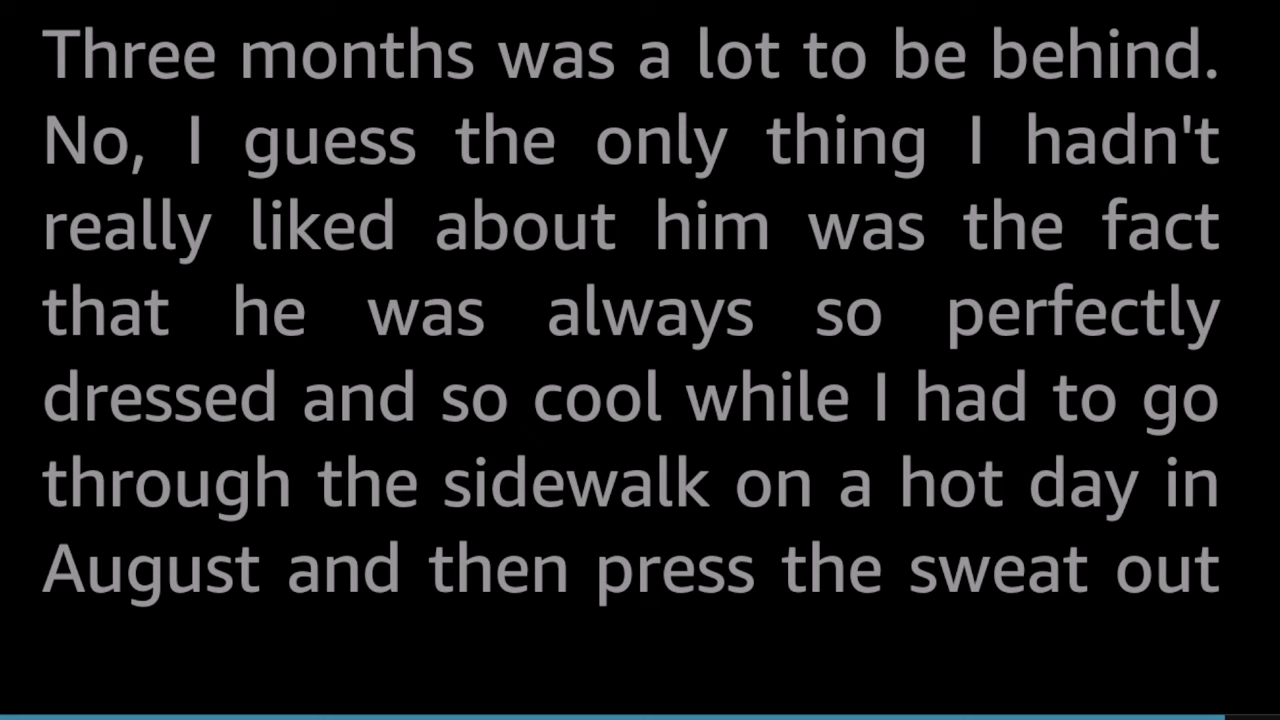 Three months was a lot to be behind.
No, I guess the only thing I hadn't
really liked about him was the fact
that he was always so perfectly
dressed and so cool while I had to go
through the sidewalk on a hot day in
August and then press the sweat out